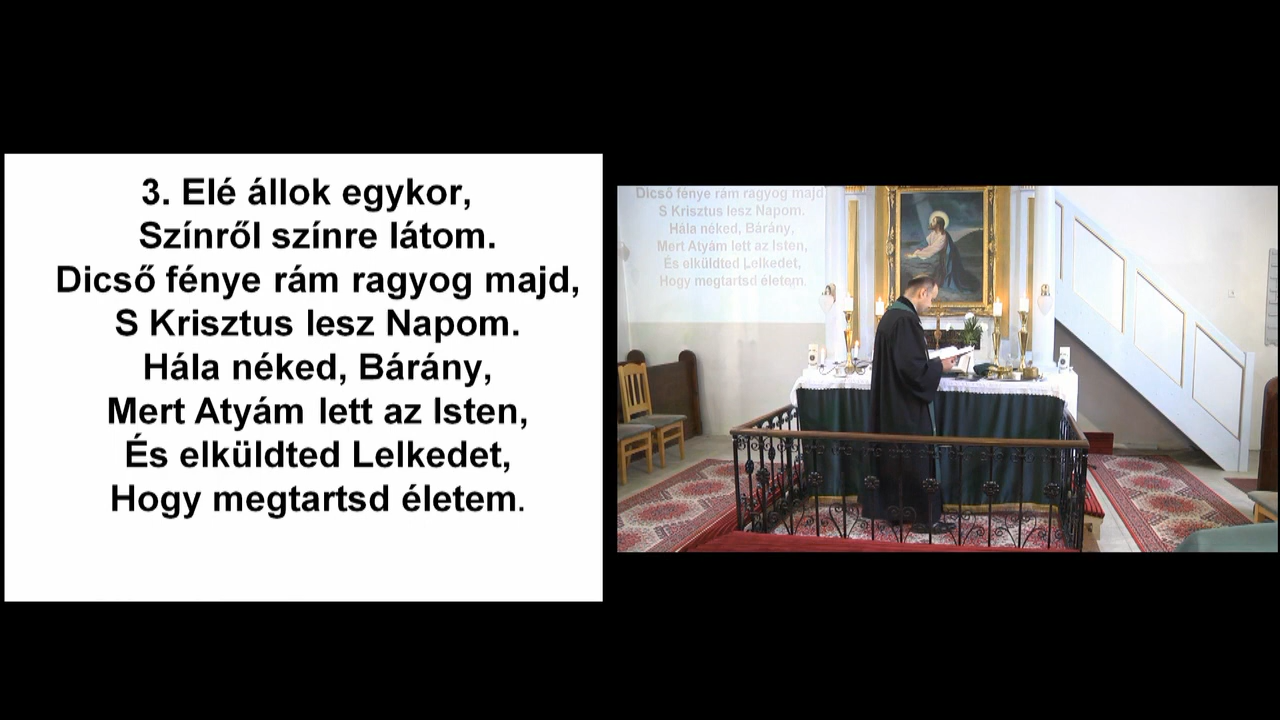 3. Elé állok egykor,
Színről színre látom.
Dicső fénye rám ragyog majd,
S Krisztus lesz Napom.
Hála néked, Bárány,
Mert Atyám lett az Isten,
És elküldted Lelkedet,
Hogy megtartsd életem.
Dicső fénye rám ragyog majd
S Krisztus lesz Napom.
Hála néked, Bárány,
Mert Atyám lett az Isten,
És elküldted Lelkedet,
Hogy megtartsd életem.